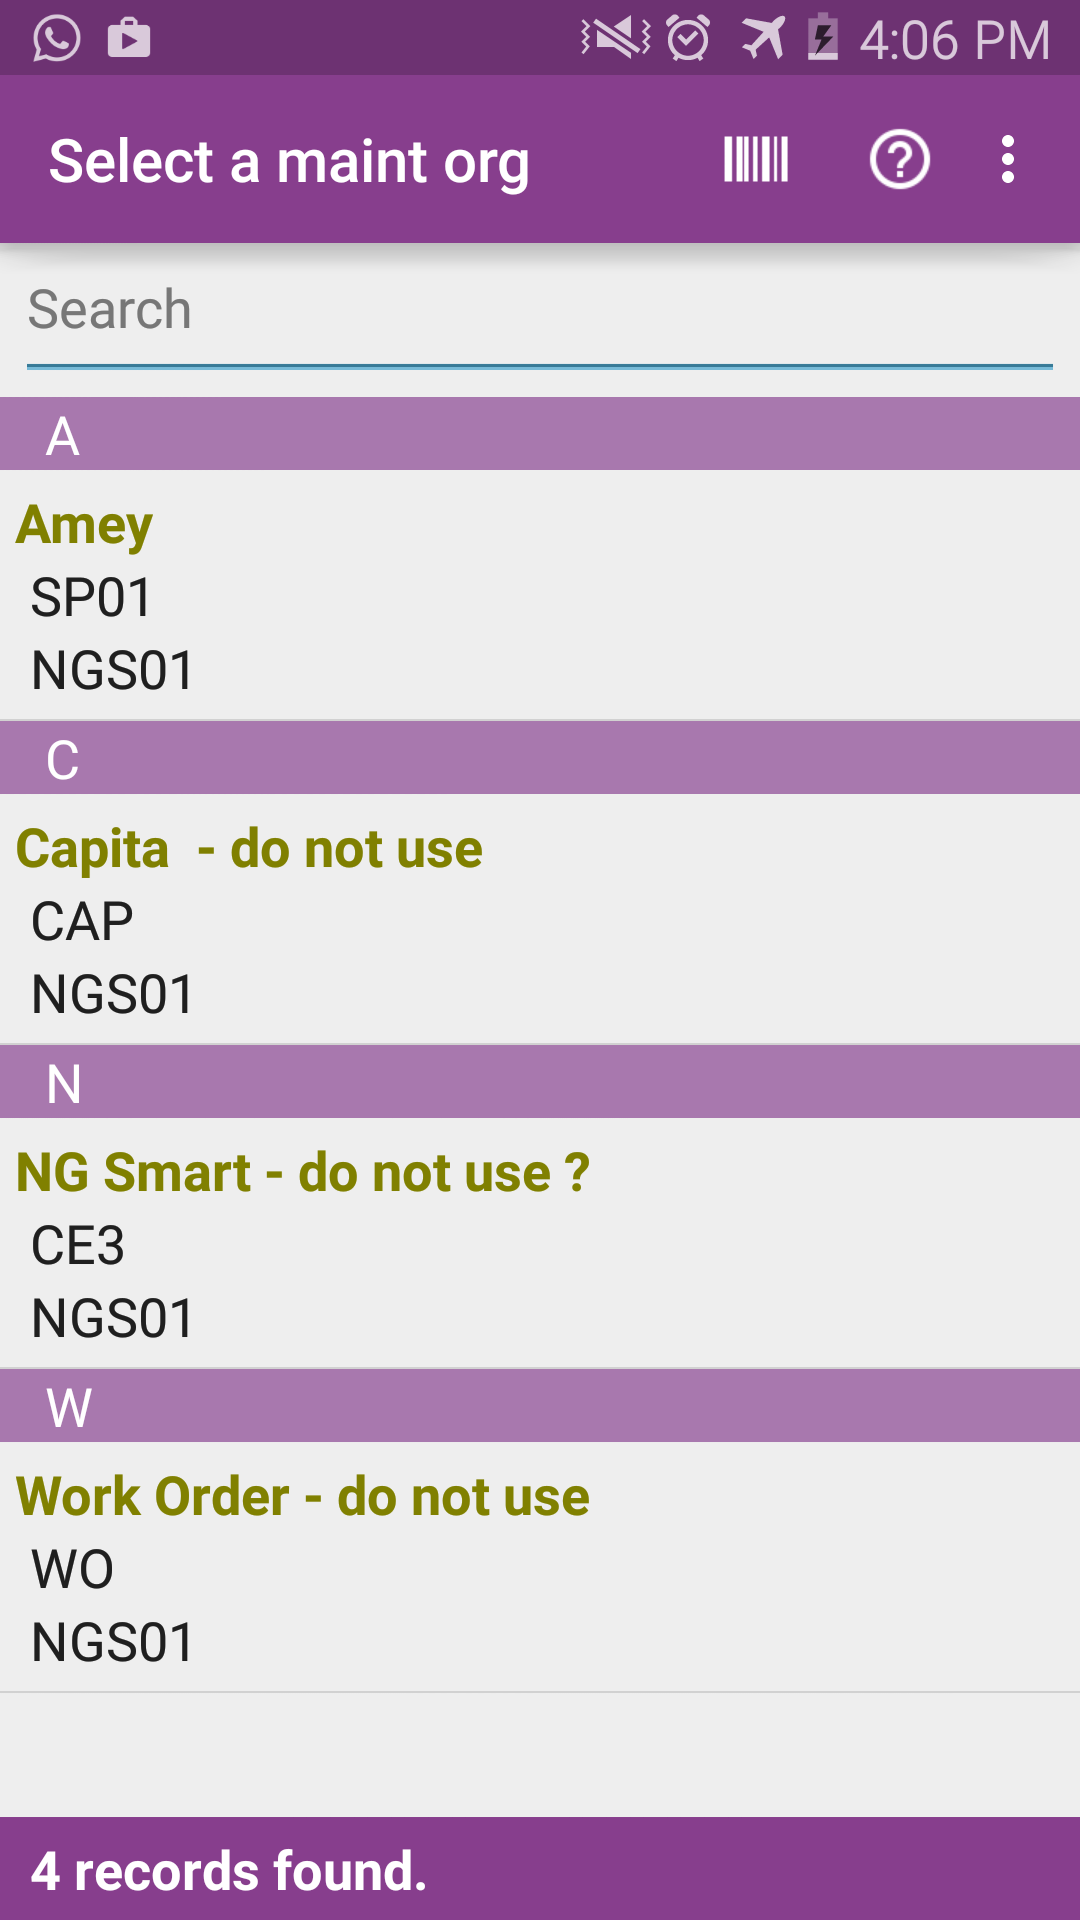 4:06 PM
Select a maint org
Search
A
Amey
SP01
NGS01
C
Capita  - do not use
CAP
NGS01
N
NG Smart - do not use ?
CE3
NGS01
W
Work Order - do not use
WO
NGS01
4 records found.